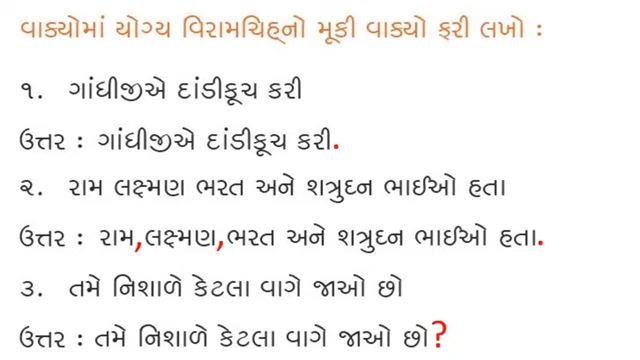 વાક્યોમાં યોગ્ય વિરામચિહ્નો મૂકી વાક્યો ફરી લખો :
૧. ગાંધીજીએ દાંડીકૂચ કરી
ઉત્તર : ગાંધીજીએ દાંડીકૂચ કરી.
૨. રામ લક્ષ્મણ ભરત અને શત્રુઘ્ન ભાઈઓ હતા
ઉત્તર : રામ,લક્ષ્મણ,ભરત અને શત્રુઘ્ન ભાઈઓ હતા.
૩. તમે નિશાળે કેટલા વાગે જાઓ છો
ઉત્તર : તમે નિશાળે કેટલા વાગે જાઓ છો?